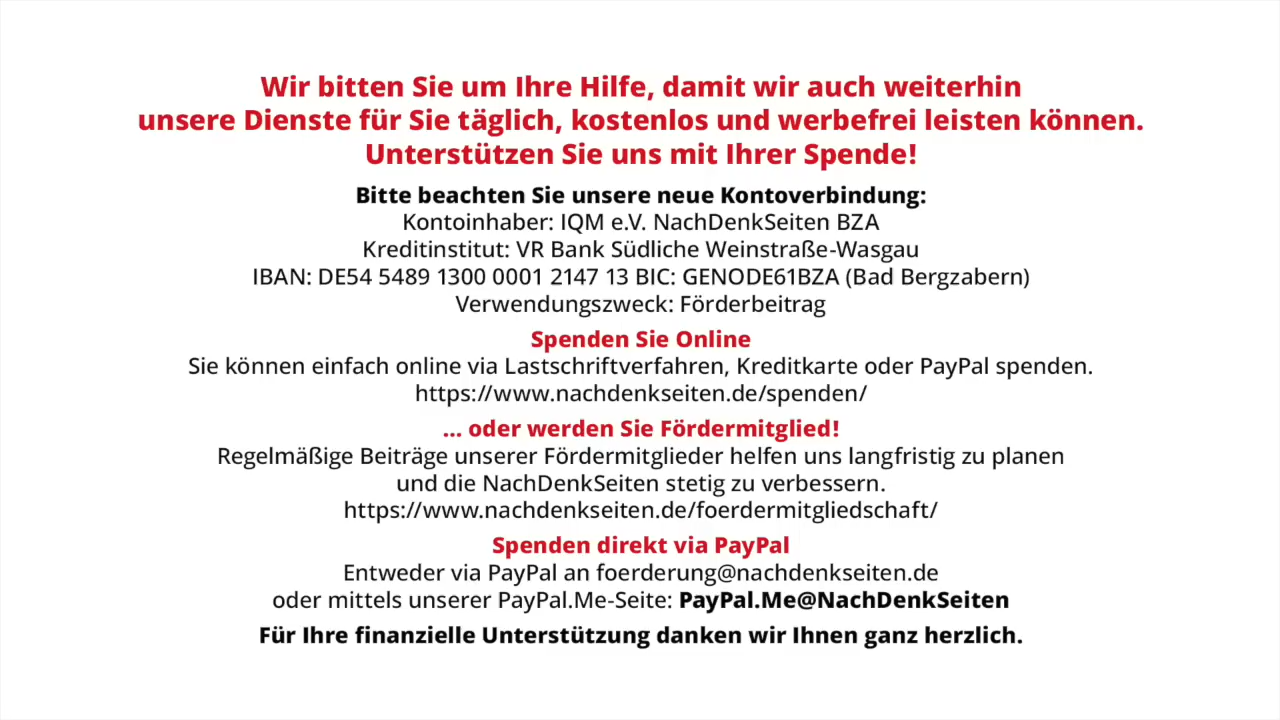 Wir bitten Sie um Ihre Hilfe, damit wir auch weiterhin
unsere Dienste für Sie täglich, kostenlos und werbefrei leisten können.
Unterstützen Sie uns mit Ihrer Spende!
Bitte beachten Sie unsere neue Kontoverbindung:
Kontoinhaber: IQM e.V. NachDenkSeiten BZA
Kreditinstitut: VR Bank Südliche Weinstraße-Wasgau
IBAN: DE54 5489 1300 0001 2147 13 BIC: GENODE61BZA (Bad Bergzabern)
Verwendungszweck: Förderbeitrag
Spenden Sie Online
Sie können einfach online via Lastschriftverfahren, Kreditkarte oder PayPal spenden.
https://www.nachdenkseiten.de/spenden/
... oder werden Sie Fördermitglied!
Regelmäßige Beiträge unserer Fördermitglieder helfen uns langfristig zu planen
und die NachDenkSeiten stetig zu verbessern.
https://www.nachdenkseiten.de/foerdermitgliedschaft/
Spenden direkt via PayPal
Entweder via PayPal an foerderung@nachdenkseiten.de
oder mittels unserer PayPal.Me-Seite: PayPal.Me@NachDenkSeiten
Für Ihre finanzielle Unterstützung danken wir Ihnen ganz herzlich.